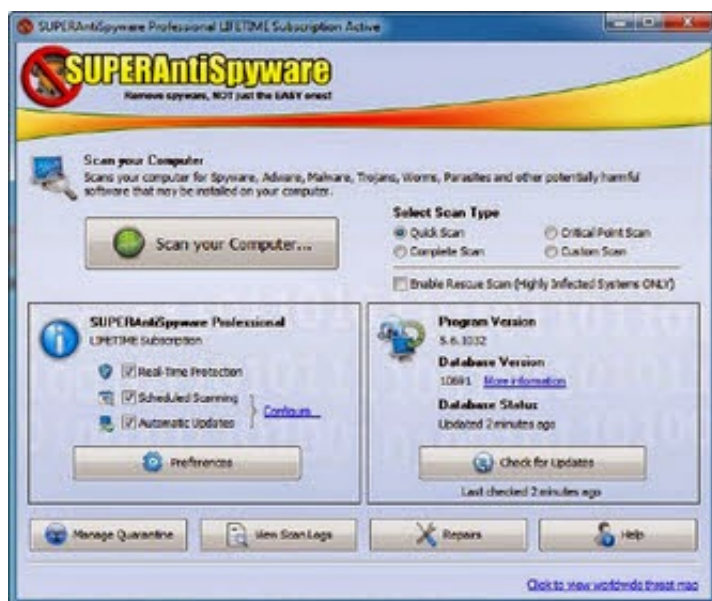 SUPERAntiSpyware Professional LIFETIME Subscription Active
SUPERAntiSpyware
Remove spyware, NOT just the EASY ones!
Scan your Computer
Scans your computer for Spyware, Adware, Malware, Trojans, Worms, Parasites and other potentially harmful
software that may be installed on your computer.
Scan your Computer...
Select Scan Type
Quick Scan
Critical Point Scan
Complete Scan
Custom Scan
Enable Rescue Scan (Highly Infected Systems ONLY)
SUPERAntiSpyware Professional
LIFETIME Subscription
Real-Time Protection
Scheduled Scanning
Automatic Updates
Configure...
Preferences
Program Version
5.6.1032
Database Version
10691 More information
Database Status
Updated 2 minutes ago
Check for Updates
Last checked 2 minutes ago
Manage Quarantine
View Scan Logs
Repairs
Help
Click to view worldwide threat map